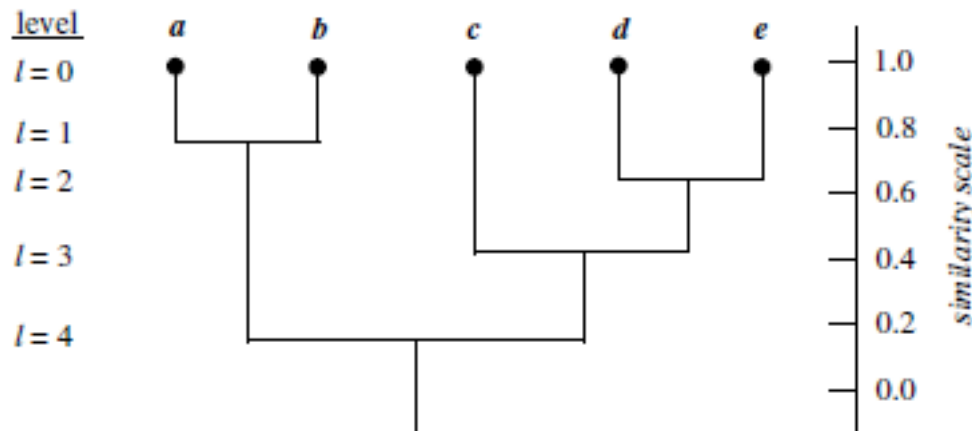 level a b c d e
l = 0 1.0
l = 1 0.8
l = 2 0.6
l = 3 0.4
l = 4 0.2
0.0
similarity scale